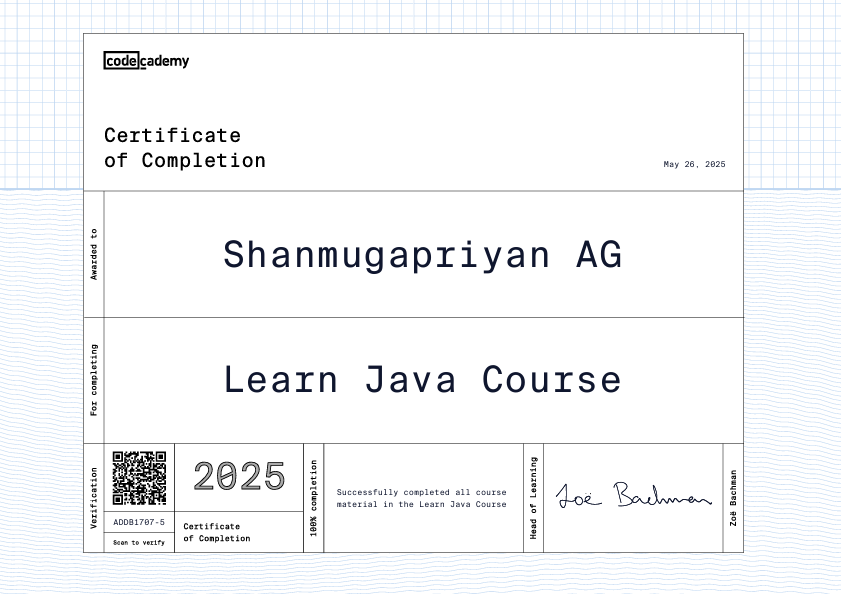 codecademy
Certificate
of Completion
May 26, 2025
Awarded to
Shanmugapriyan AG
For completing
Learn Java Course
Verification
ADDB1707-5
Scan to verify
2025
Certificate
of Completion
100% completion
Successfully completed all course
material in the Learn Java Course
Head of Learning
Zoë Bachman
Zoë Bachman